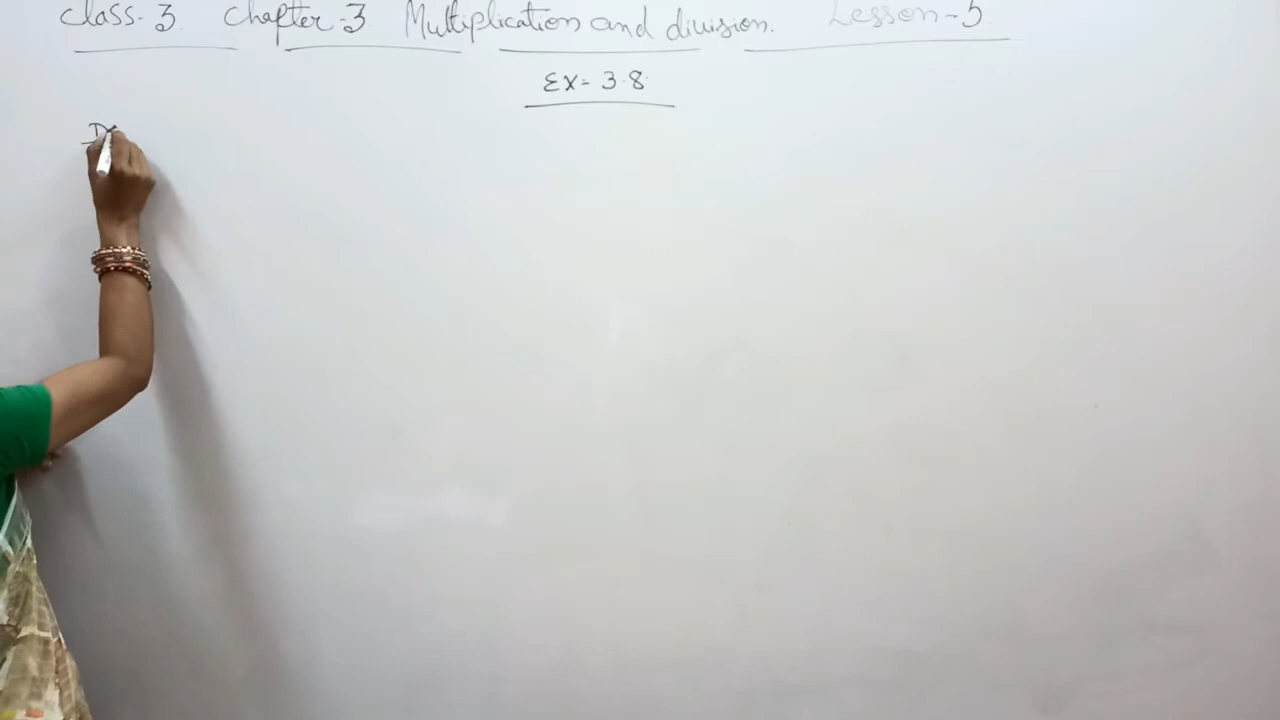 class-3. Chapter-3 Multiplication and division. Lesson-5
Ex-3.8